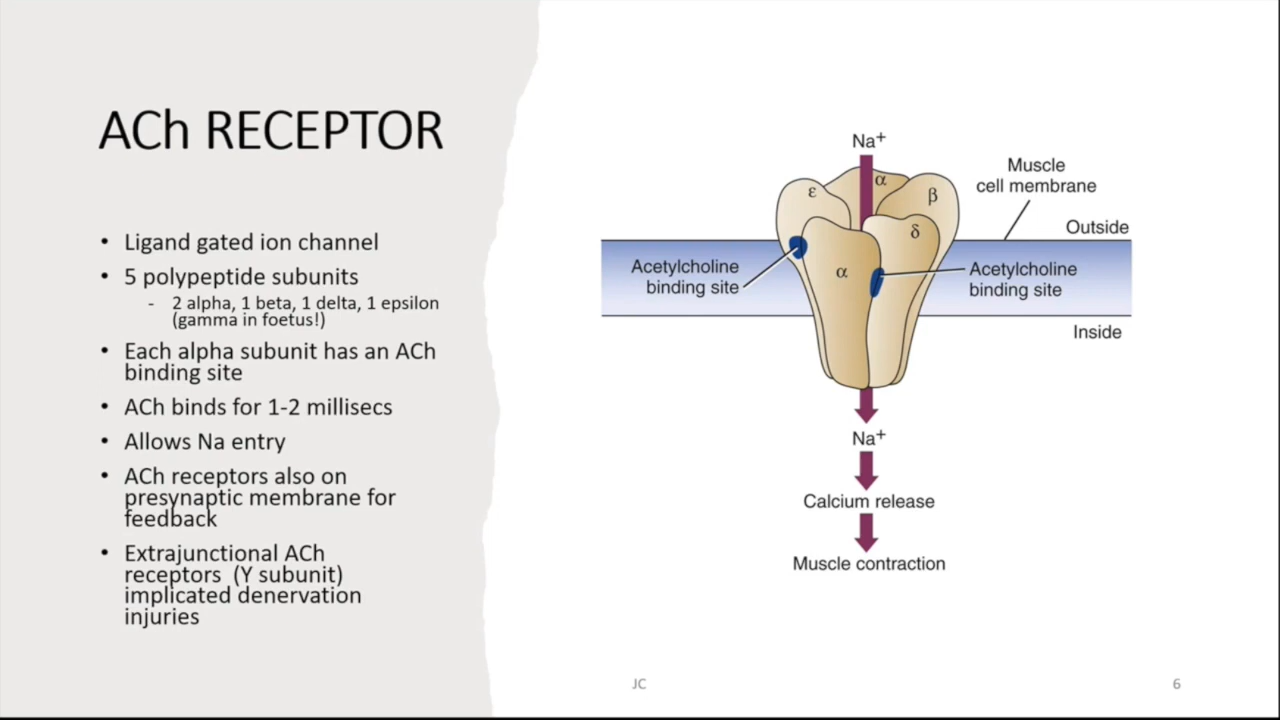 ACh RECEPTOR
• Ligand gated ion channel
• 5 polypeptide subunits
- 2 alpha, 1 beta, 1 delta, 1 epsilon
(gamma in foetus!)
• Each alpha subunit has an ACh
binding site
• ACh binds for 1-2 millisecs
• Allows Na entry
• ACh receptors also on
presynaptic membrane for
feedback
• Extrajunctional ACh
receptors (Y subunit)
implicated denervation
injuries
Na+
Muscle
cell membrane
α
ε
β
δ
α
Outside
Acetylcholine
binding site
Acetylcholine
binding site
Inside
Na+
Calcium release
Muscle contraction
JC
6